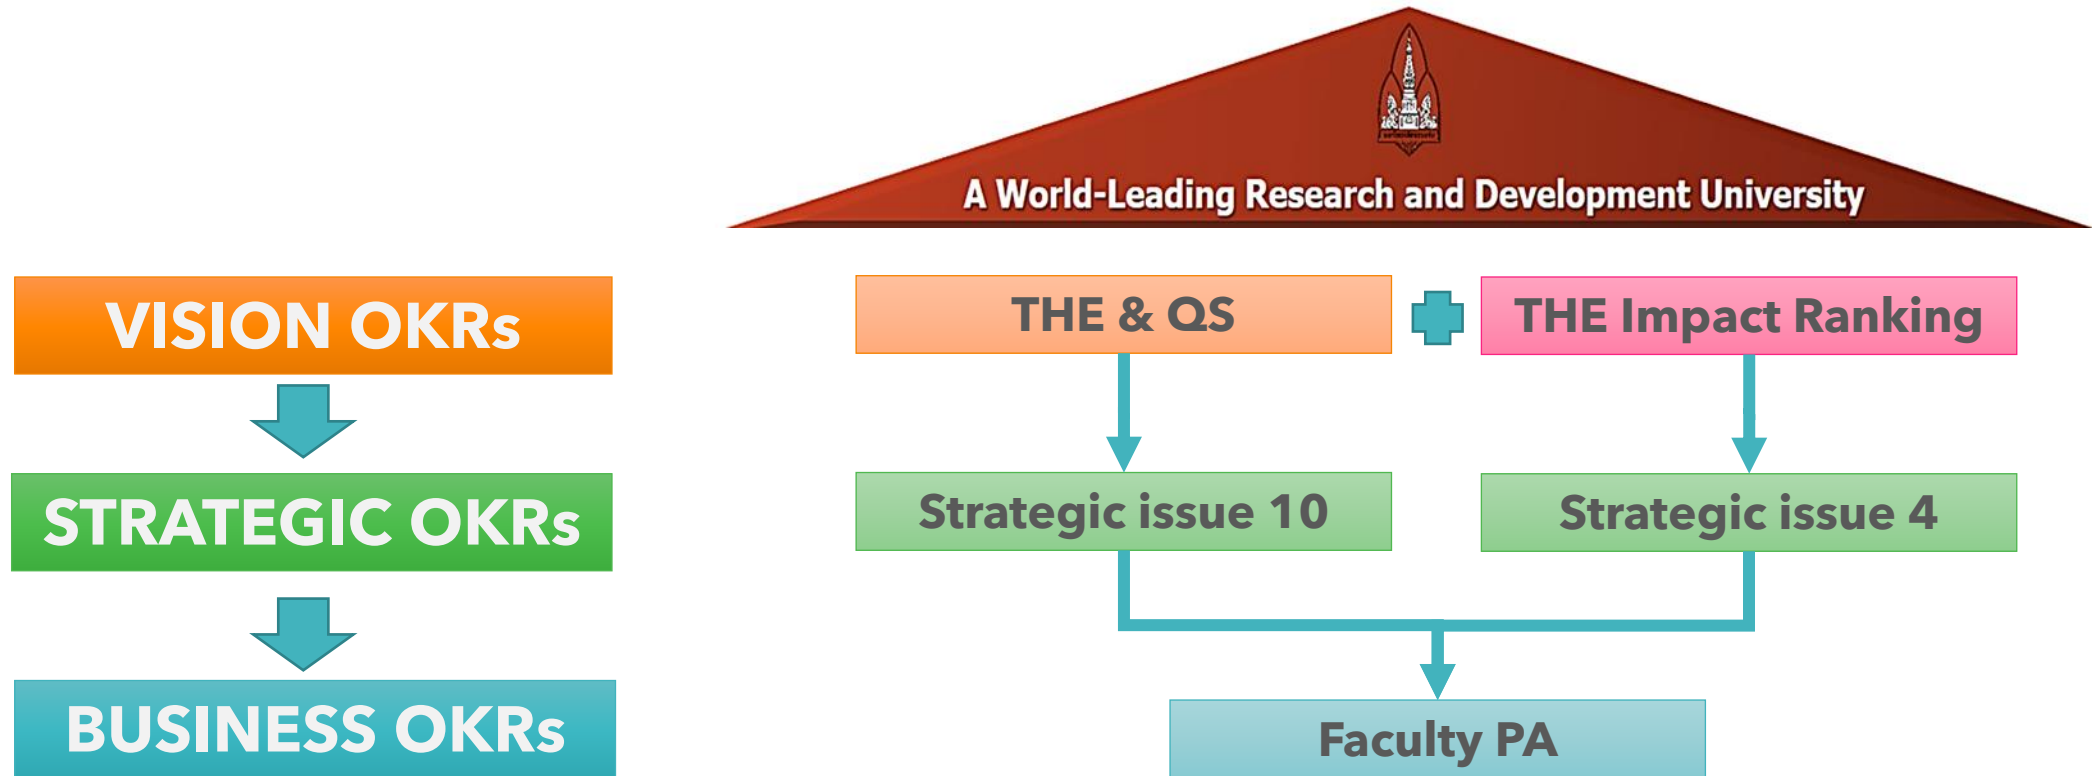 A World-Leading Research and Development University
VISION OKRs
THE & QS
THE Impact Ranking
STRATEGIC OKRs
Strategic issue 10
Strategic issue 4
BUSINESS OKRs
Faculty PA